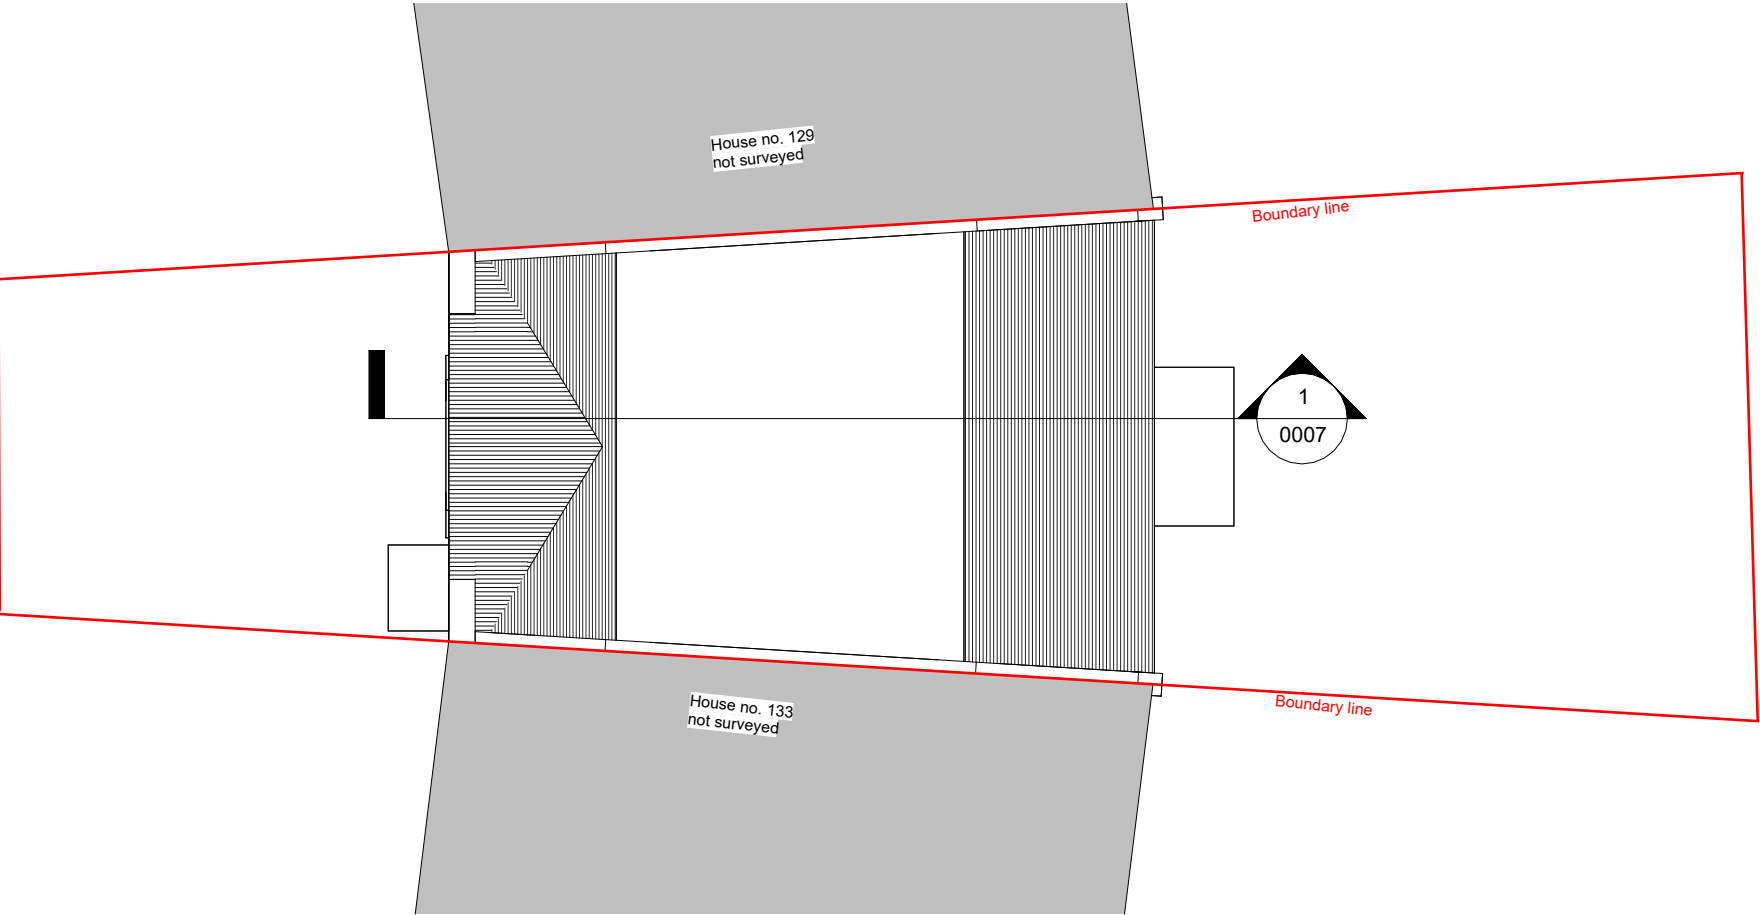 House no. 129
not surveyed
Boundary line
1
0007
House no. 133
not surveyed
Boundary line